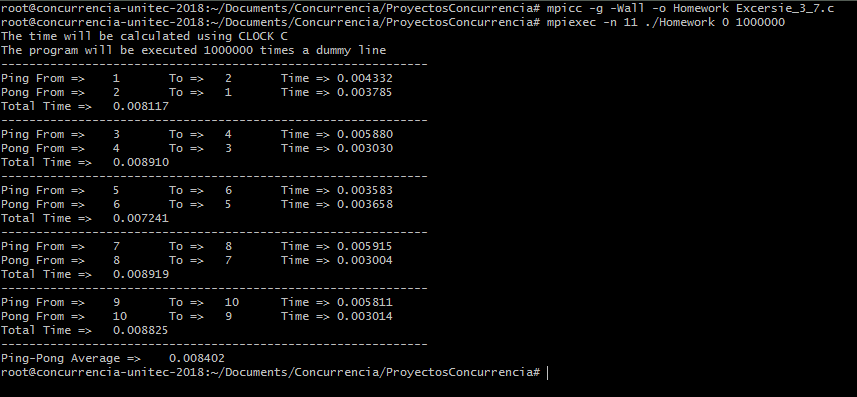 root@concurrencia-unitec-2018:~/Documents/Concurrencia/ProyectosConcurrencia# mpicc -g -Wall -o Homework Excersie_3_7.c
root@concurrencia-unitec-2018:~/Documents/Concurrencia/ProyectosConcurrencia# mpiexec -n 11 ./Homework 0 1000000
The time will be calculated using CLOCK C
The program will be executed 1000000 times a dummy line
-------------------------------------------------------------
Ping From => 1 To => 2 Time => 0.004332
Pong From => 2 To => 1 Time => 0.003785
Total Time => 0.008117
-------------------------------------------------------------
Ping From => 3 To => 4 Time => 0.005880
Pong From => 4 To => 3 Time => 0.003030
Total Time => 0.008910
-------------------------------------------------------------
Ping From => 5 To => 6 Time => 0.003583
Pong From => 6 To => 5 Time => 0.003658
Total Time => 0.007241
-------------------------------------------------------------
Ping From => 7 To => 8 Time => 0.005915
Pong From => 8 To => 7 Time => 0.003004
Total Time => 0.008919
-------------------------------------------------------------
Ping From => 9 To => 10 Time => 0.005811
Pong From => 10 To => 9 Time => 0.003014
Total Time => 0.008825
-------------------------------------------------------------
Ping-Pong Average => 0.008402
root@concurrencia-unitec-2018:~/Documents/Concurrencia/ProyectosConcurrencia#